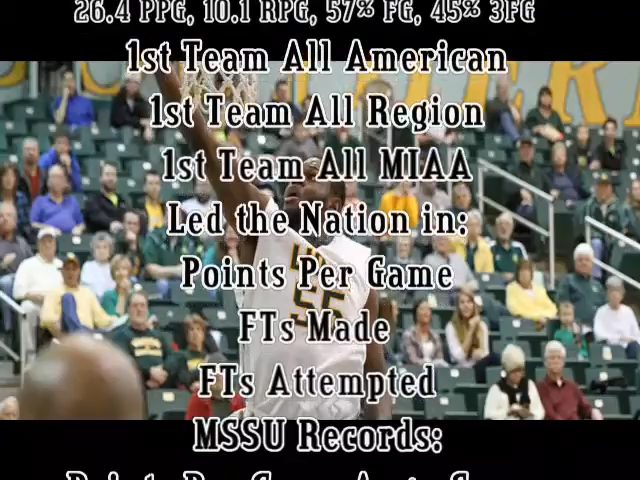 26.4 PPG, 10.1 RPG, 57% FG, 45% 3FG
1st Team All American
1st Team All Region
1st Team All MIAA
Led the Nation in:
Points Per Game
55
FTs Made
FTs Attempted
MSSU Records: